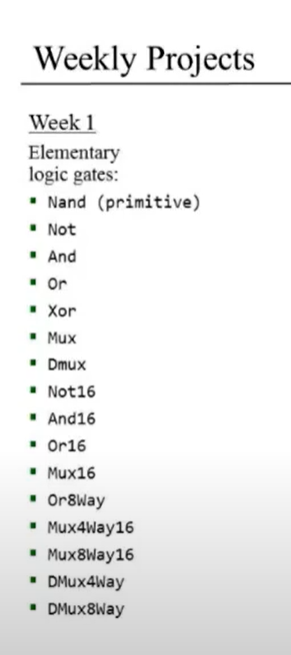 Weekly Projects
Week 1
Elementary
logic gates:
▪ Nand (primitive)
▪ Not
▪ And
▪ Or
▪ Xor
▪ Mux
▪ Dmux
▪ Not16
▪ And16
▪ Or16
▪ Mux16
▪ Or8Way
▪ Mux4Way16
▪ Mux8Way16
▪ DMux4Way
▪ DMux8Way